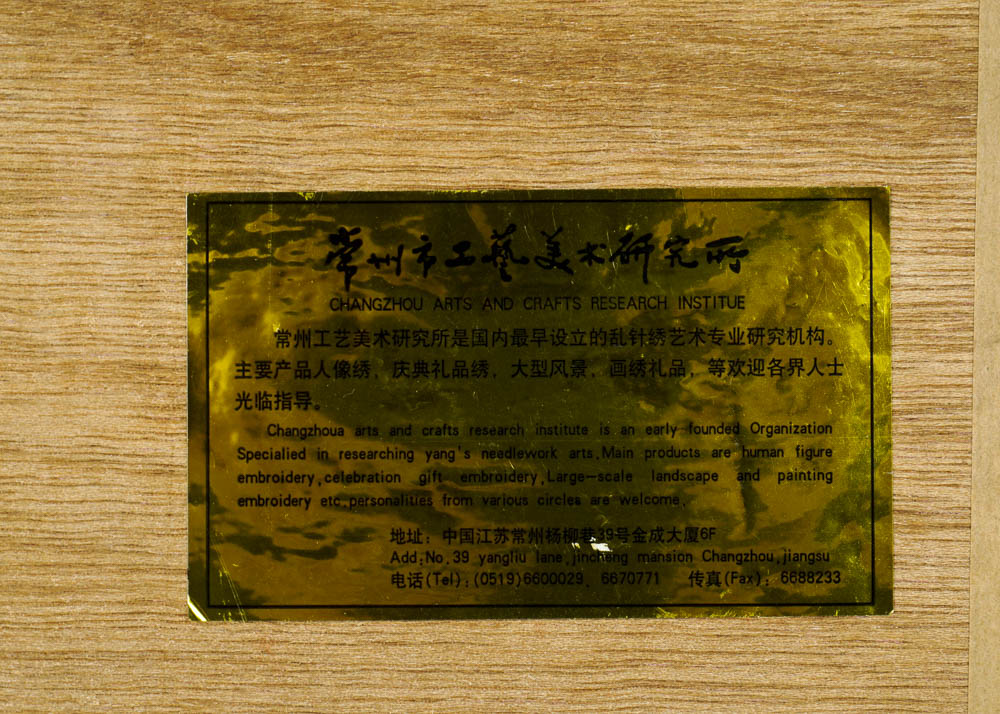 常州市工藝美术研究所
CHANGZHOU ARTS AND CRAFTS RESEARCH INSTITUE
常州工艺美术研究所是国内最早设立的乱针绣艺术专业研究机构。
主要产品人像绣、庆典礼品绣、大型风景、画绣礼品，等欢迎各界人士
光临指导。
Changzhoua arts and crafts research institute is an early founded Organization
Specialied in researching yang's needlework arts.Main products are human figure
embroidery,celebration gift embroidery,Large-scale landscape and painting
embroidery etc.personalities from various circles are welcome.
地址：中国江苏常州杨柳巷39号金成大厦6F
Add:No.39 yangliu lane,jincheng mansion Changzhou,jiangsu
电话(Tel)：(0519)6600029、6670771 传真(Fax)：6688233